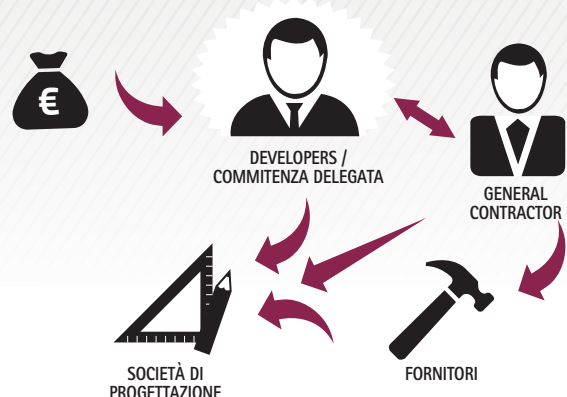 €
DEVELOPERS /
COMMITENZA DELEGATA
GENERAL
CONTRACTOR
SOCIETÀ DI
PROGETTAZIONE
FORNITORI